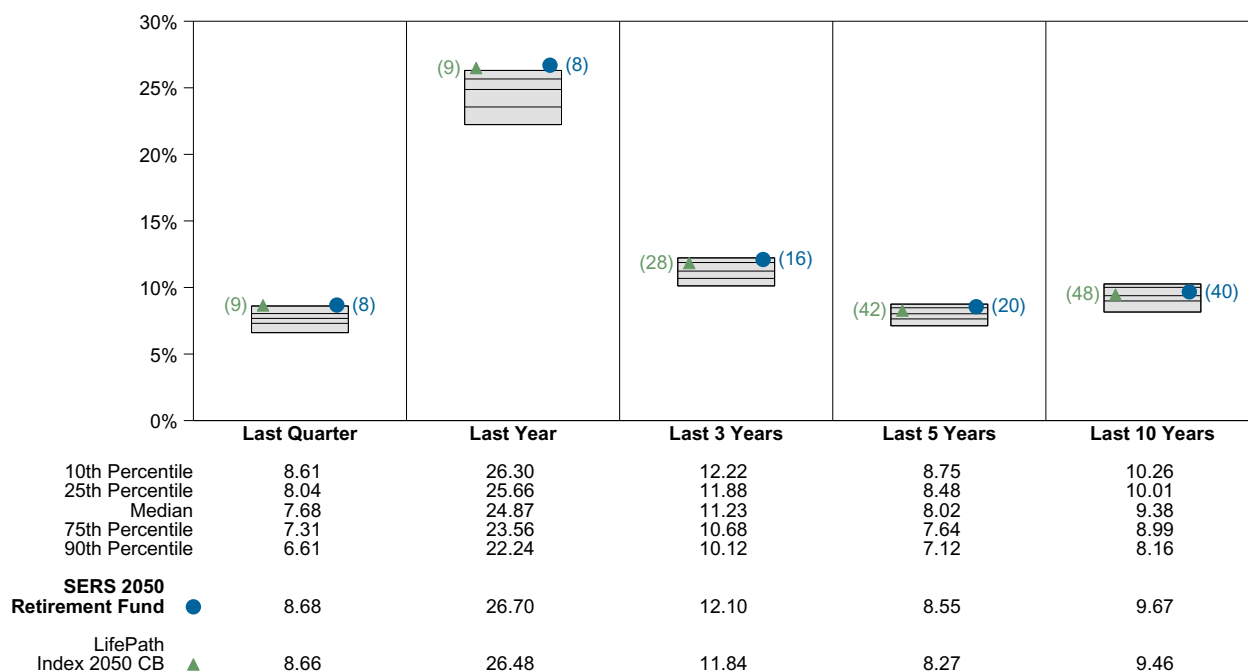 30%
25%
20%
15%
10%
5%
0%
(9) (8)
(9) (8)
(28) (16)
(42) (20)
(48) (40)
Last Quarter Last Year Last 3 Years Last 5 Years Last 10 Years
10th Percentile 8.61 26.30 12.22 8.75 10.26
25th Percentile 8.04 25.66 11.88 8.48 10.01
Median 7.68 24.87 11.23 8.02 9.38
75th Percentile 7.31 23.56 10.68 7.64 8.99
90th Percentile 6.61 22.24 10.12 7.12 8.16
SERS 2050
Retirement Fund 8.68 26.70 12.10 8.55 9.67
LifePath
Index 2050 CB 8.66 26.48 11.84 8.27 9.46